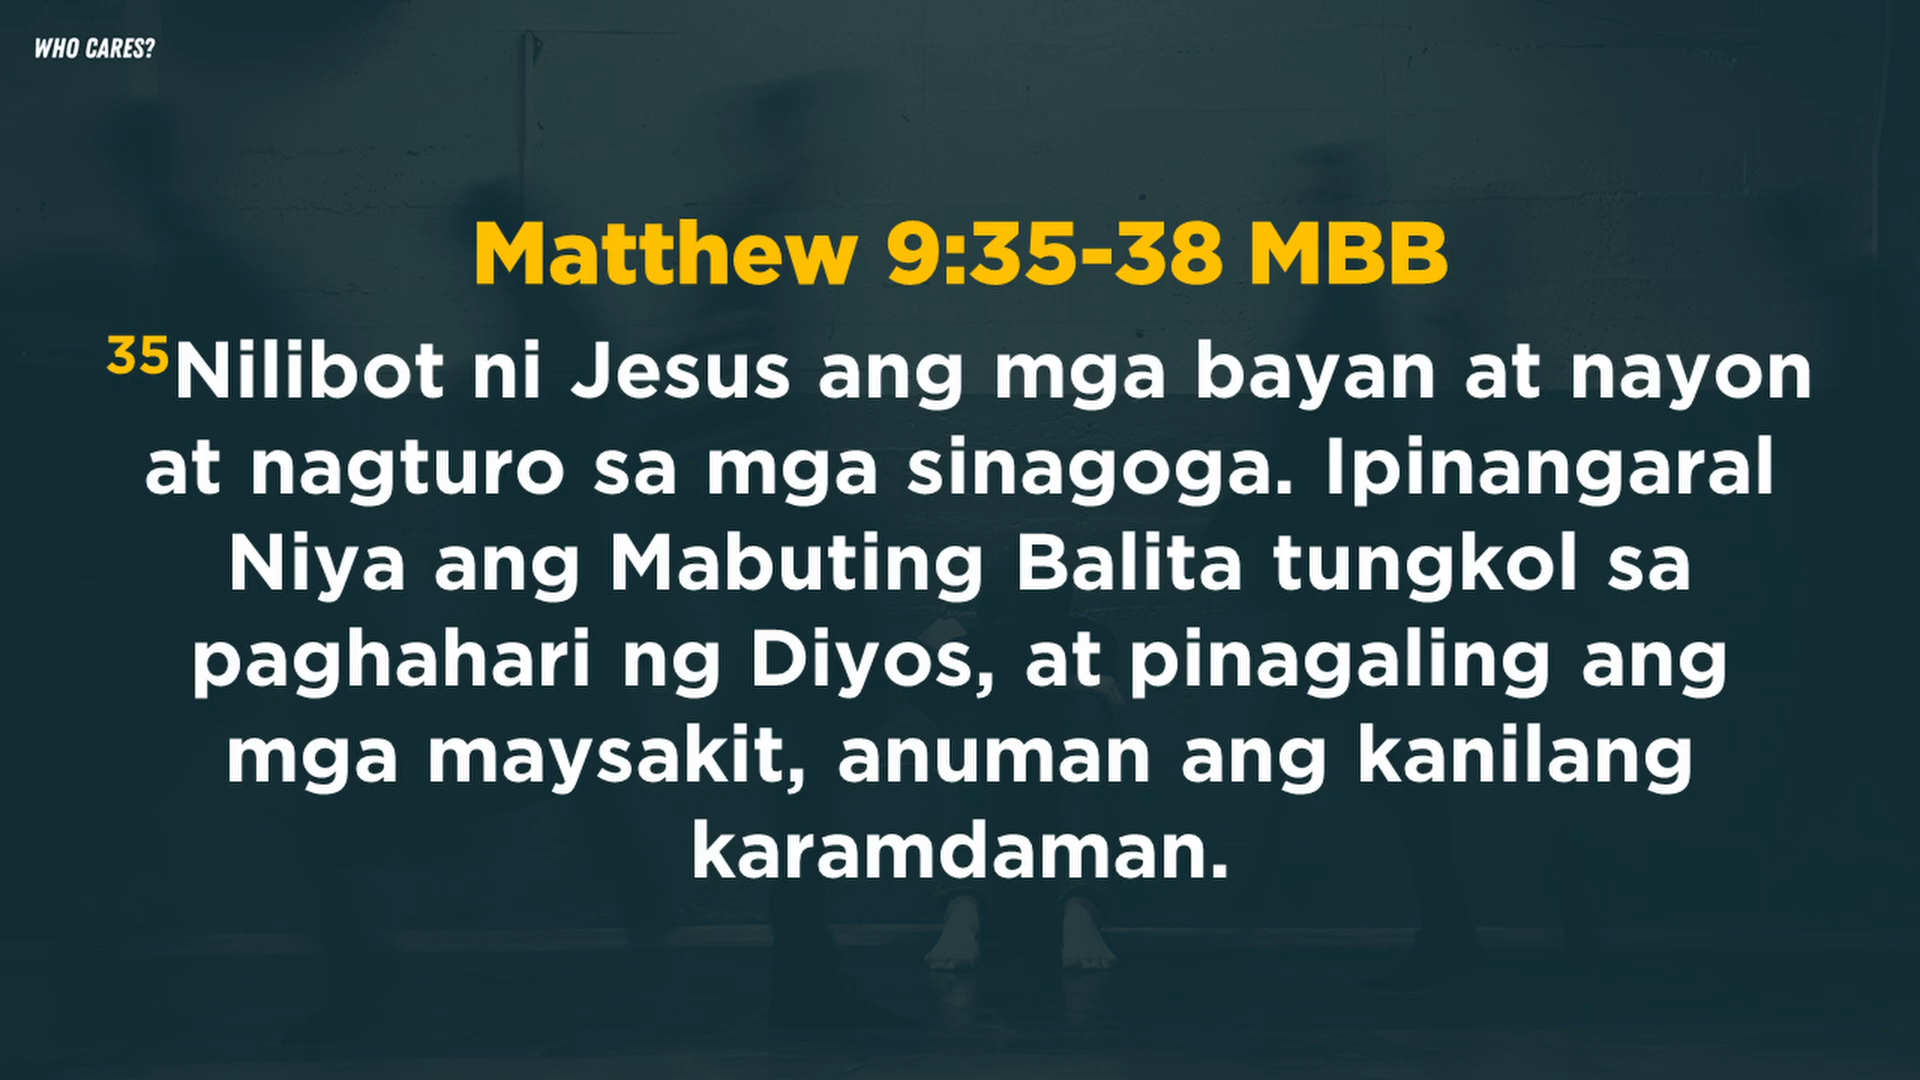 WHO CARES?
Matthew 9:35-38 MBB
35Nilibot ni Jesus ang mga bayan at nayon
at nagturo sa mga sinagoga. Ipinangaral
Niya ang Mabuting Balita tungkol sa
paghahari ng Diyos, at pinagaling ang
mga maysakit, anuman ang kanilang
karamdaman.